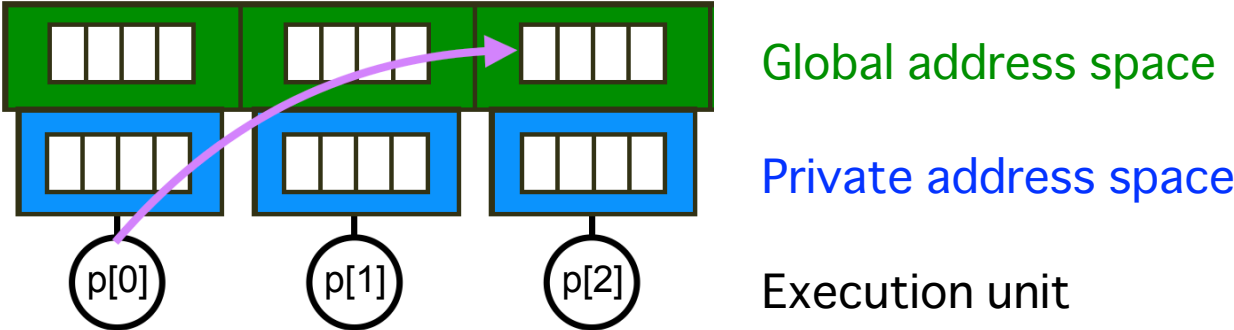 Global address space
Private address space
p[0] p[1] p[2] Execution unit